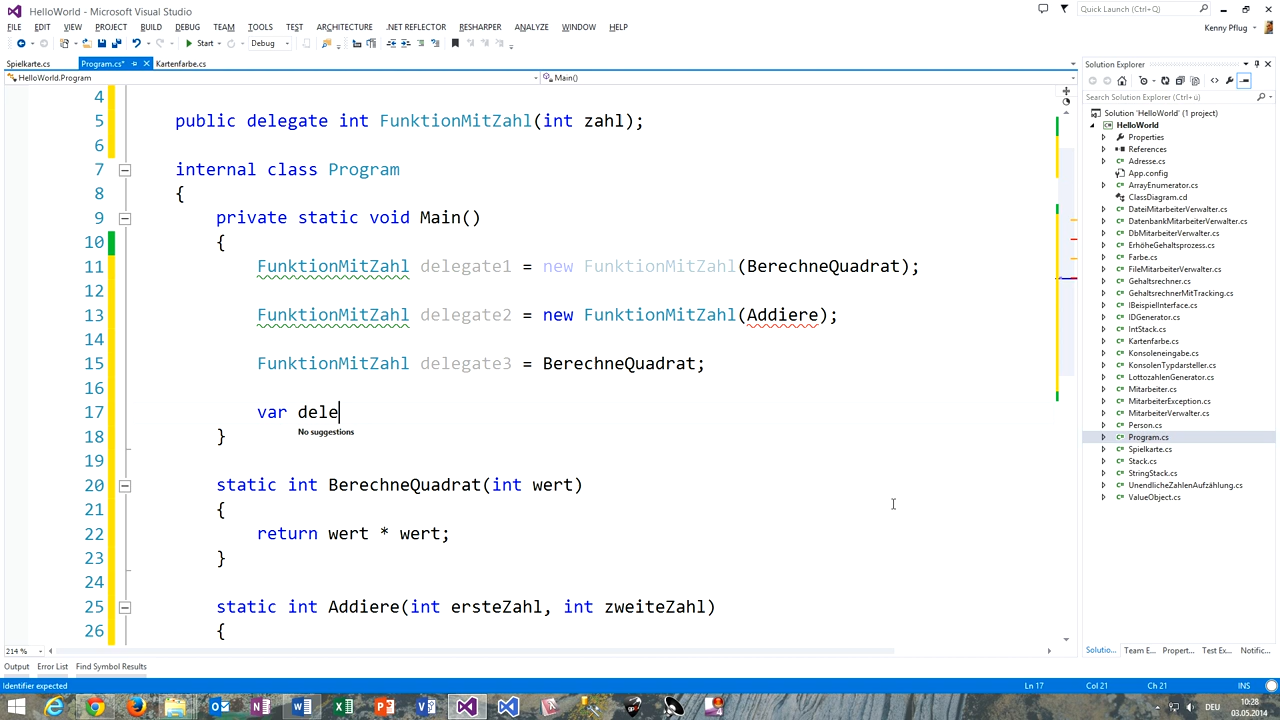 HelloWorld - Microsoft Visual Studio
Quick Launch (Ctrl+Q)
FILE EDIT VIEW PROJECT BUILD DEBUG TEAM TOOLS TEST ARCHITECTURE .NET REFLECTOR RESHARPER ANALYZE WINDOW HELP
Kenny Pflug
Start Debug
Spielkarte.cs Program.cs* Kartenfarbe.cs
HelloWorld.Program Main()
4
5 public delegate int FunktionMitZahl(int zahl);
6
7 internal class Program
8 {
9 private static void Main()
10 {
11 FunktionMitZahl delegate1 = new FunktionMitZahl(BerechneQuadrat);
12
13 FunktionMitZahl delegate2 = new FunktionMitZahl(Addiere);
14
15 FunktionMitZahl delegate3 = BerechneQuadrat;
16
17 var dele
No suggestions
18 }
19
20 static int BerechneQuadrat(int wert)
21 {
22 return wert * wert;
23 }
24
25 static int Addiere(int ersteZahl, int zweiteZahl)
26 {
214 %
Solution Explorer
Search Solution Explorer (Ctrl+ü)
Solution 'HelloWorld' (1 project)
HelloWorld
Properties
References
Adresse.cs
App.config
ArrayEnumerator.cs
ClassDiagram.cd
DateiMitarbeiterVerwalter.cs
DatenbankMitarbeiterVerwalter.cs
DbMitarbeiterVerwalter.cs
ErhöheGehaltsprozess.cs
Farbe.cs
FileMitarbeiterVerwalter.cs
Gehaltsrechner.cs
GehaltsrechnerMitTracking.cs
IBeispielInterface.cs
IDGenerator.cs
IntStack.cs
Kartenfarbe.cs
Konsoleneingabe.cs
KonsolenTypdarsteller.cs
LottozahlenGenerator.cs
Mitarbeiter.cs
MitarbeiterException.cs
MitarbeiterVerwalter.cs
Person.cs
Program.cs
Spielkarte.cs
Stack.cs
StringStack.cs
UnendlicheZahlenAufzählung.cs
ValueObject.cs
Solutio... Team E... Propert... Test Ex... Notific...
Output Error List Find Symbol Results
Identifier expected Ln 17 Col 21 Ch 21 INS
DEU 10:28
03.05.2014